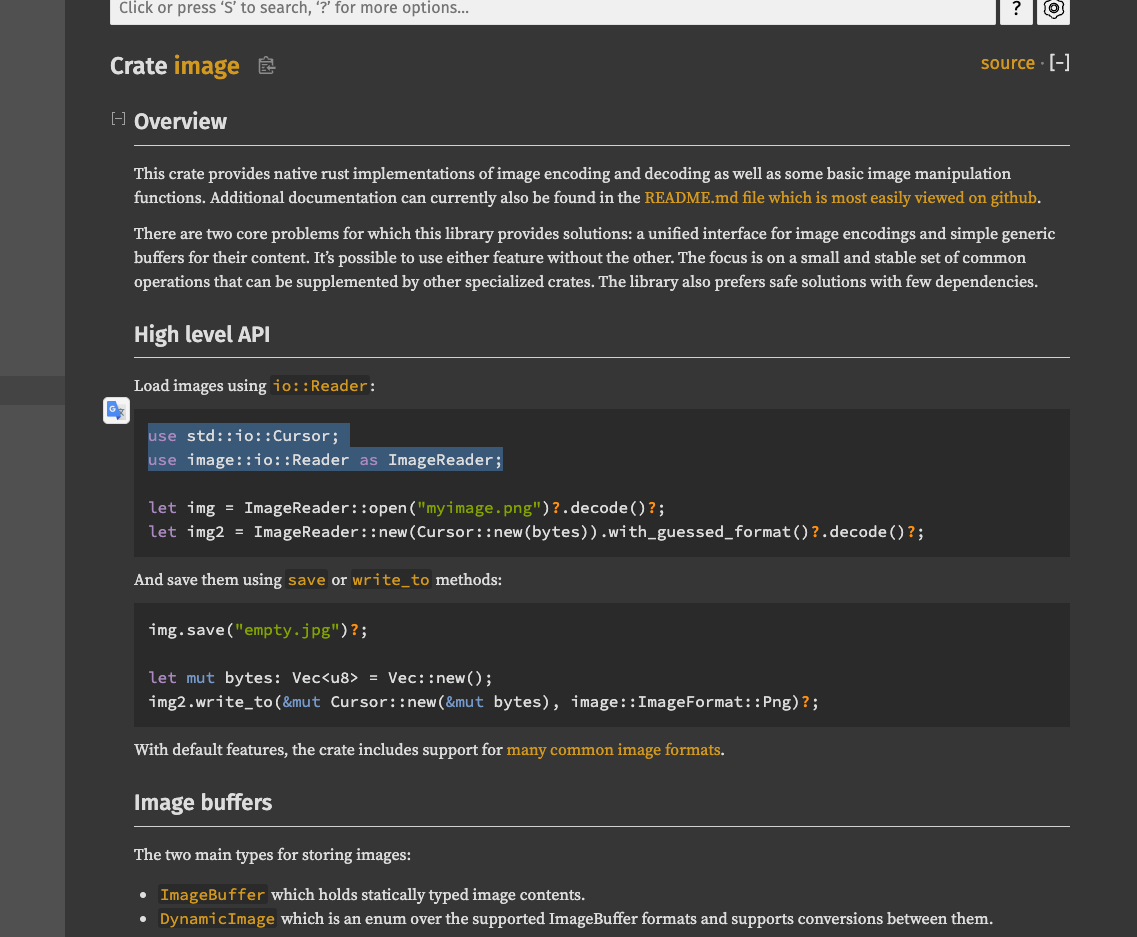 Click or press ‘S’ to search, ‘?’ for more options…
?
Crate image
source · [−]
[−] Overview
This crate provides native rust implementations of image encoding and decoding as well as some basic image manipulation
functions. Additional documentation can currently also be found in the README.md file which is most easily viewed on github.
There are two core problems for which this library provides solutions: a unified interface for image encodings and simple generic
buffers for their content. It’s possible to use either feature without the other. The focus is on a small and stable set of common
operations that can be supplemented by other specialized crates. The library also prefers safe solutions with few dependencies.
High level API
Load images using io::Reader:
G
use std::io::Cursor;
use image::io::Reader as ImageReader;
let img = ImageReader::open("myimage.png")?.decode()?;
let img2 = ImageReader::new(Cursor::new(bytes)).with_guessed_format()?.decode()?;
And save them using save or write_to methods:
img.save("empty.jpg")?;
let mut bytes: Vec<u8> = Vec::new();
img2.write_to(&mut Cursor::new(&mut bytes), image::ImageFormat::Png)?;
With default features, the crate includes support for many common image formats.
Image buffers
The two main types for storing images:
• ImageBuffer which holds statically typed image contents.
• DynamicImage which is an enum over the supported ImageBuffer formats and supports conversions between them.